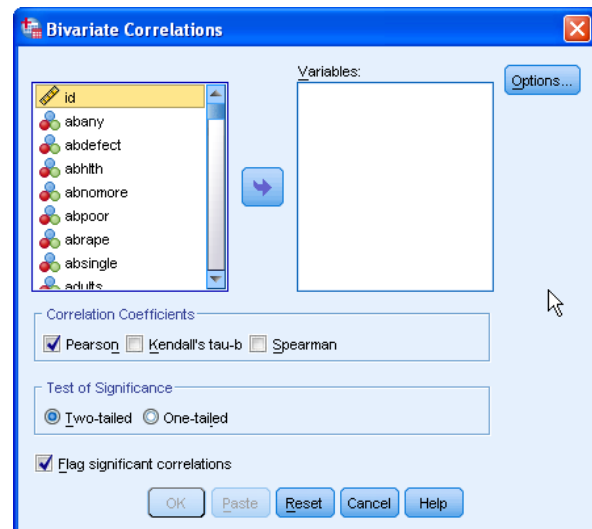 Bivariate Correlations
Variables:
Options...
id
abany
abdefect
abhlth
abnomore
abpoor
abrape
absingle
adults
Correlation Coefficients
Pearson Kendall's tau-b Spearman
Test of Significance
Two-tailed One-tailed
Flag significant correlations
OK Paste Reset Cancel Help